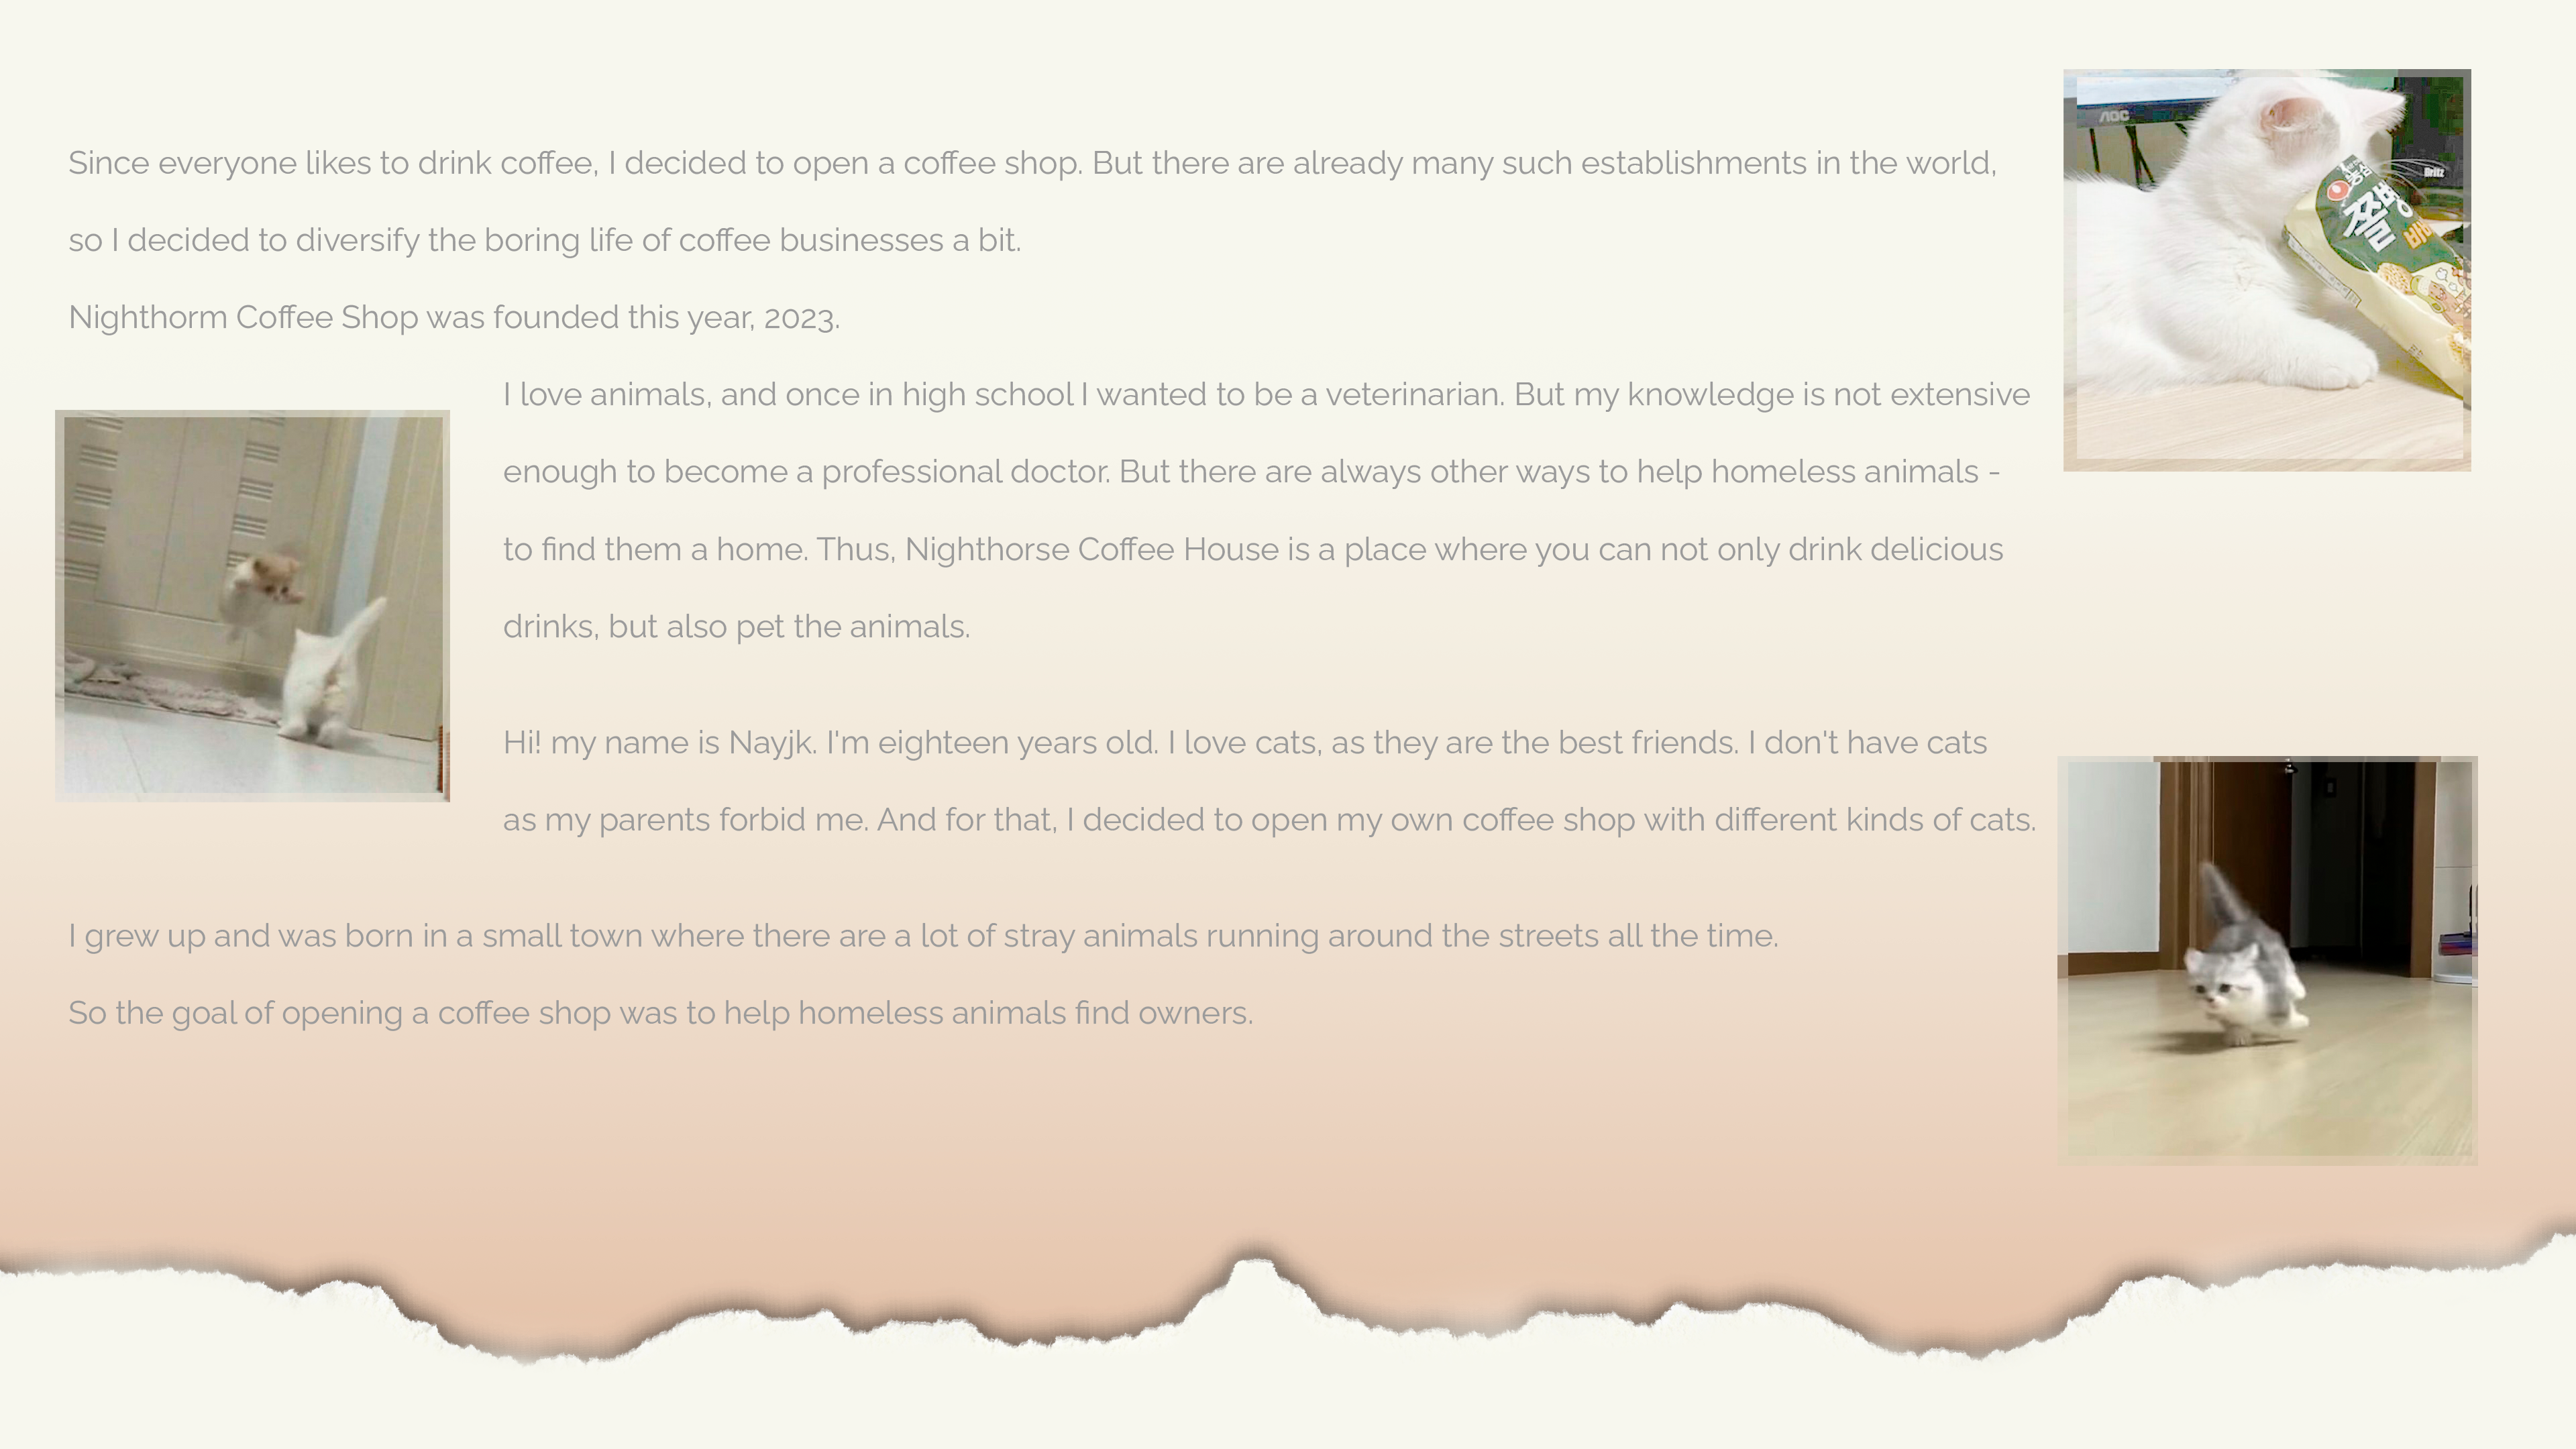 Since everyone likes to drink coffee, I decided to open a coffee shop. But there are already many such establishments in the world,
so I decided to diversify the boring life of coffee businesses a bit.
Nighthorm Coffee Shop was founded this year, 2023.
I love animals, and once in high school I wanted to be a veterinarian. But my knowledge is not extensive
enough to become a professional doctor. But there are always other ways to help homeless animals -
to find them a home. Thus, Nighthorse Coffee House is a place where you can not only drink delicious
drinks, but also pet the animals.
Hi! my name is Nayjk. I'm eighteen years old. I love cats, as they are the best friends. I don't have cats
as my parents forbid me. And for that, I decided to open my own coffee shop with different kinds of cats.
I grew up and was born in a small town where there are a lot of stray animals running around the streets all the time.
So the goal of opening a coffee shop was to help homeless animals find owners.
AOC
Britz